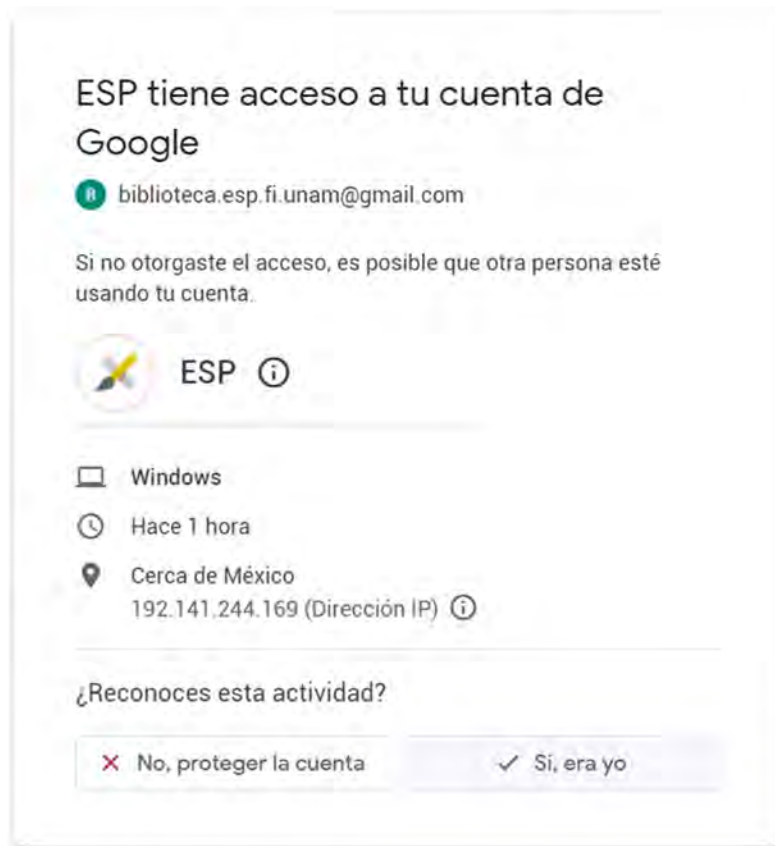 ESP tiene acceso a tu cuenta de
Google
B biblioteca.esp.fi.unam@gmail.com
Si no otorgaste el acceso, es posible que otra persona esté
usando tu cuenta.
ESP
Windows
Hace 1 hora
Cerca de México
192.141.244.169 (Dirección IP)
¿Reconoces esta actividad?
No, proteger la cuenta Si, era yo